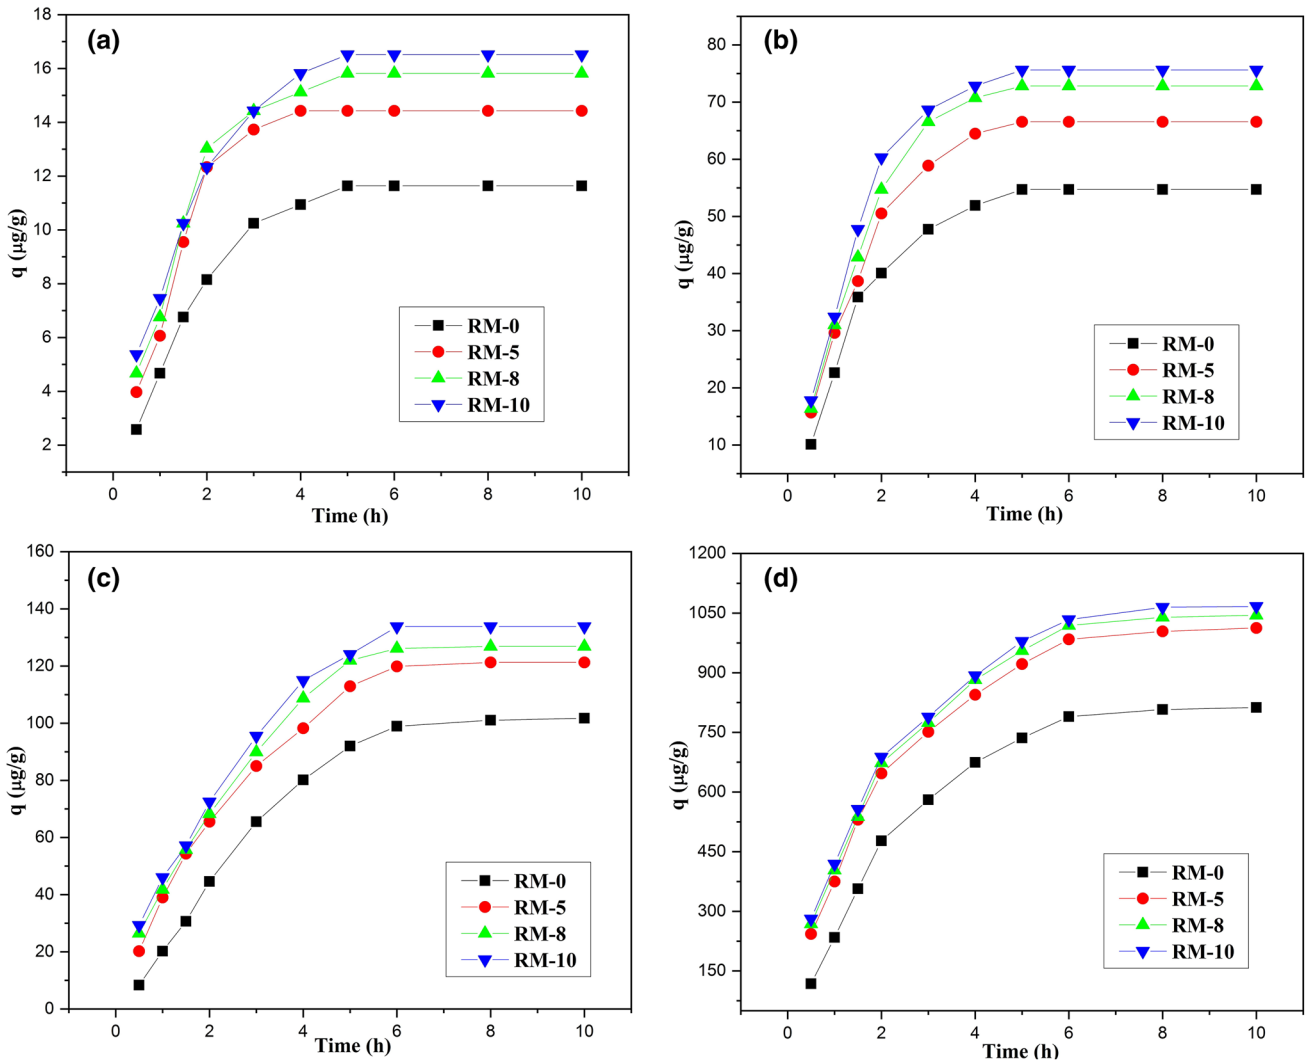 (a)
18
16
14
12
10
8
6
4
2
q (μg/g)
RM-0
RM-5
RM-8
RM-10
0 2 4 6 8 10
Time (h)
(b)
80
70
60
50
40
30
20
10
q (μg/g)
RM-0
RM-5
RM-8
RM-10
0 2 4 6 8 10
Time (h)
(c)
160
140
120
100
80
60
40
20
0
q (μg/g)
RM-0
RM-5
RM-8
RM-10
0 2 4 6 8 10
Time (h)
(d)
1200
1050
900
750
600
450
300
150
q (μg/g)
RM-0
RM-5
RM-8
RM-10
0 2 4 6 8 10
Time (h)